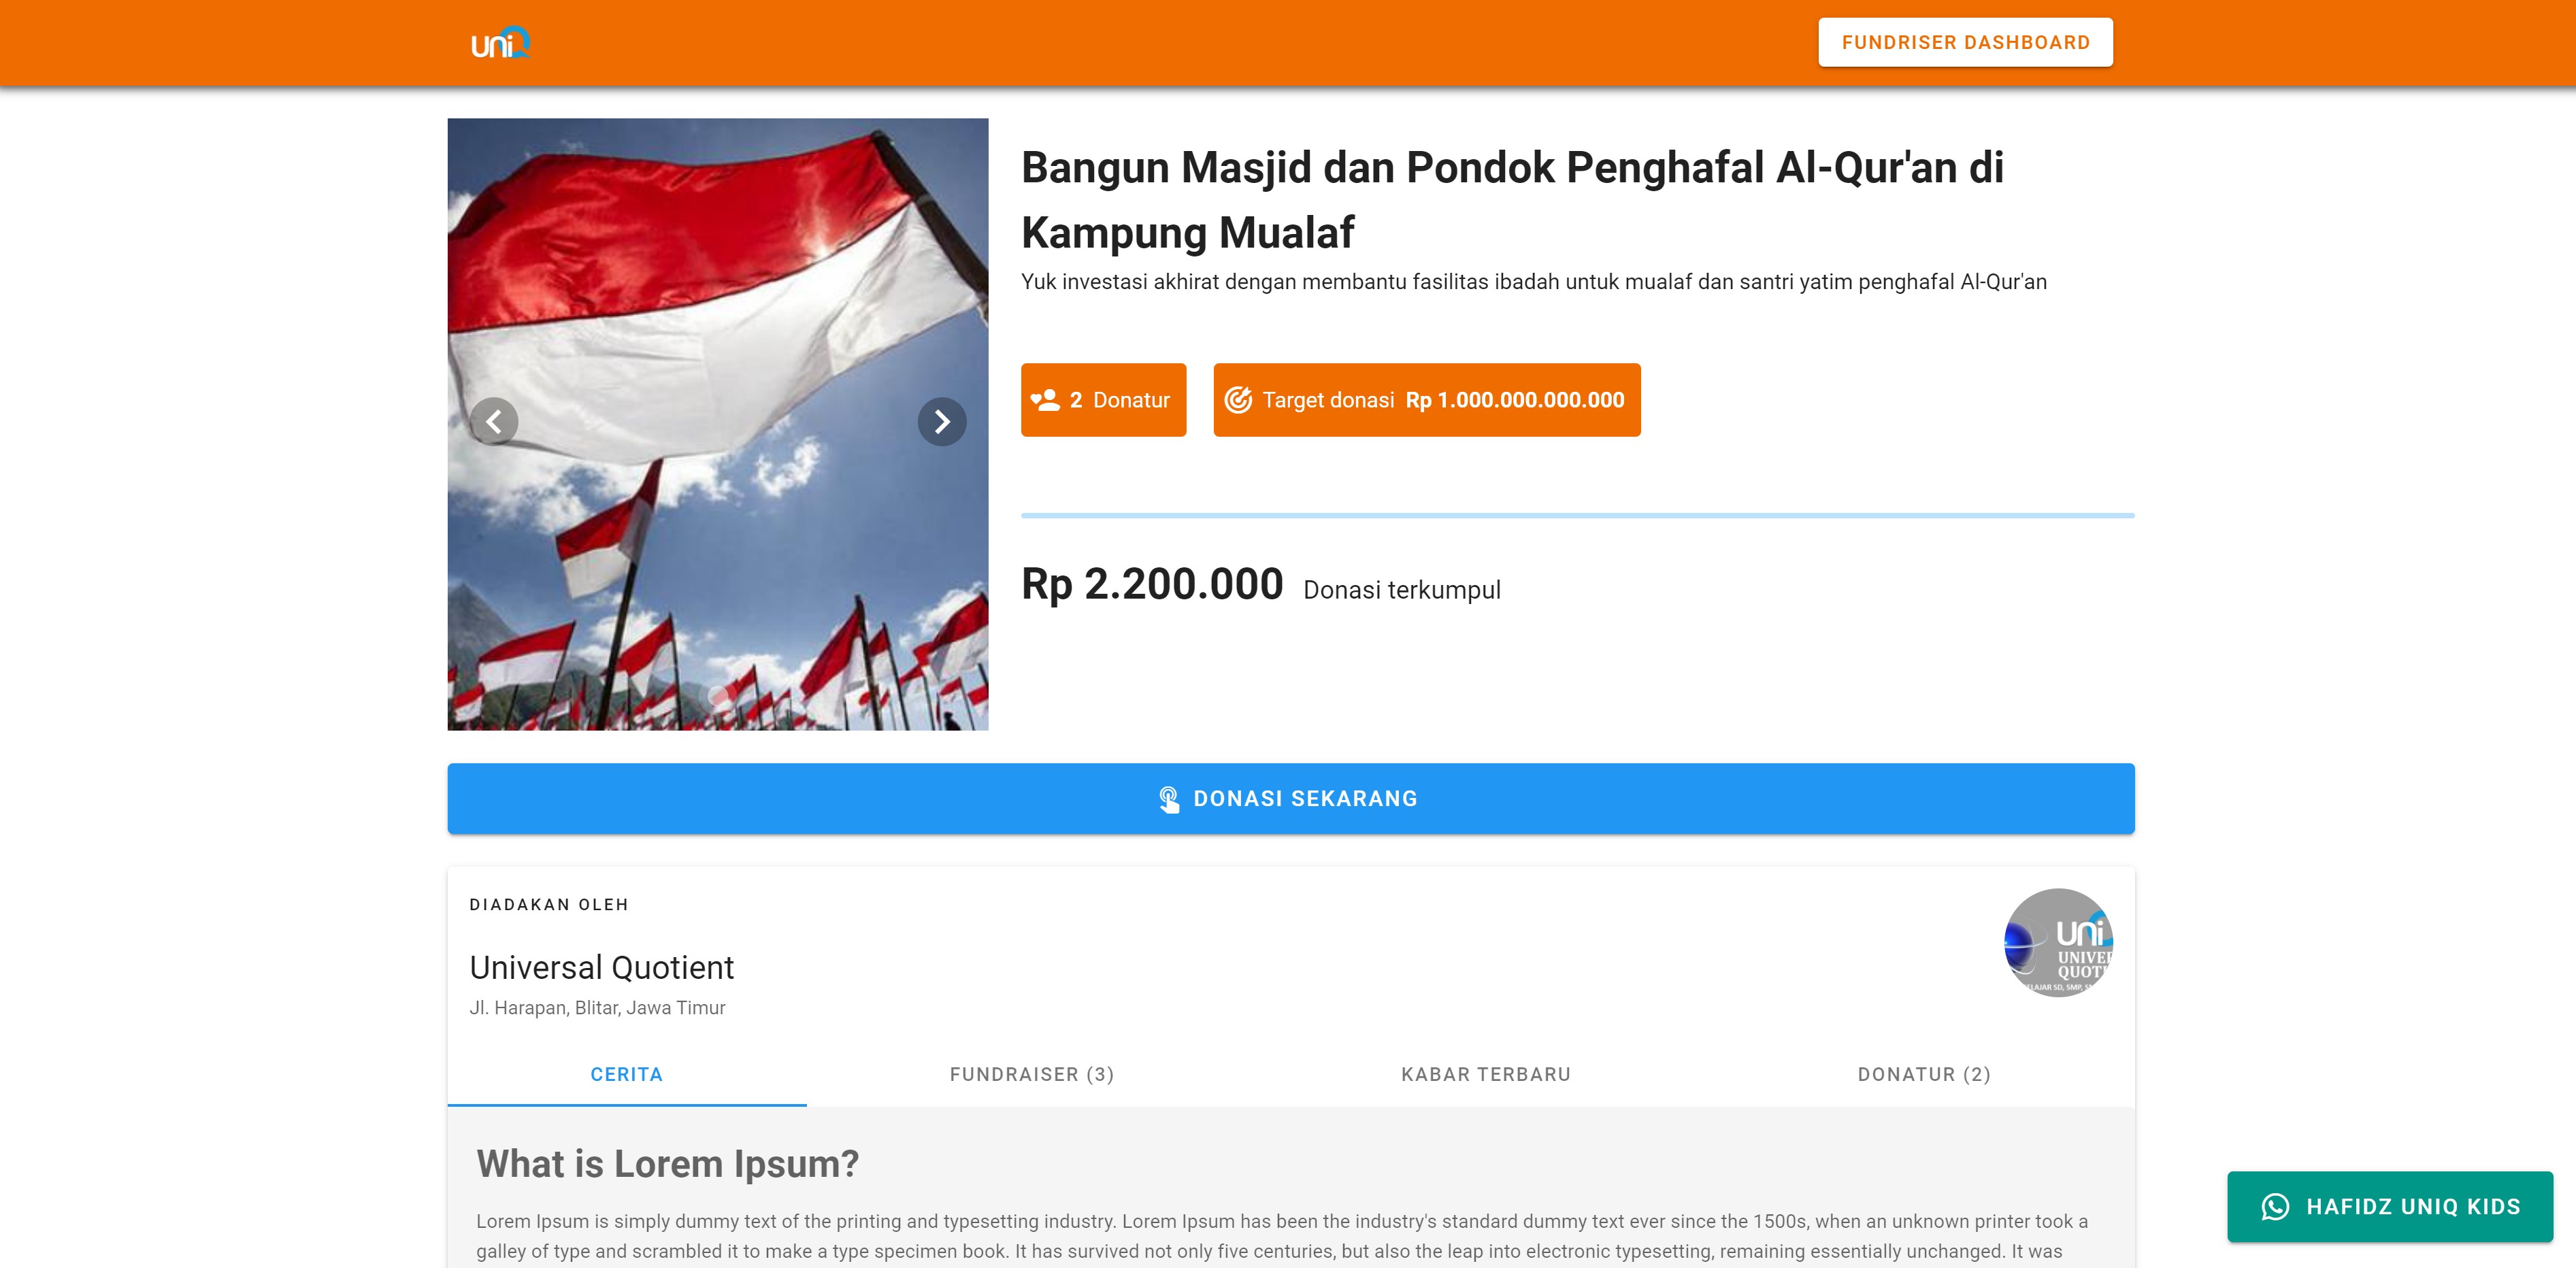 uniQ
FUNDRISER DASHBOARD
Bangun Masjid dan Pondok Penghafal Al-Qur'an di
Kampung Mualaf
Yuk investasi akhirat dengan membantu fasilitas ibadah untuk mualaf dan santri yatim penghafal Al-Qur'an
2 Donatur
Target donasi Rp 1.000.000.000.000
Rp 2.200.000 Donasi terkumpul
DONASI SEKARANG
DIADAKAN OLEH
Universal Quotient
Jl. Harapan, Blitar, Jawa Timur
uni
UNIVER
QUOT
LAJAR SD, SMP,
CERITA
FUNDRAISER (3)
KABAR TERBARU
DONATUR (2)
What is Lorem Ipsum?
Lorem Ipsum is simply dummy text of the printing and typesetting industry. Lorem Ipsum has been the industry's standard dummy text ever since the 1500s, when an unknown printer took a
galley of type and scrambled it to make a type specimen book. It has survived not only five centuries, but also the leap into electronic typesetting, remaining essentially unchanged. It was
HAFIDZ UNIQ KIDS